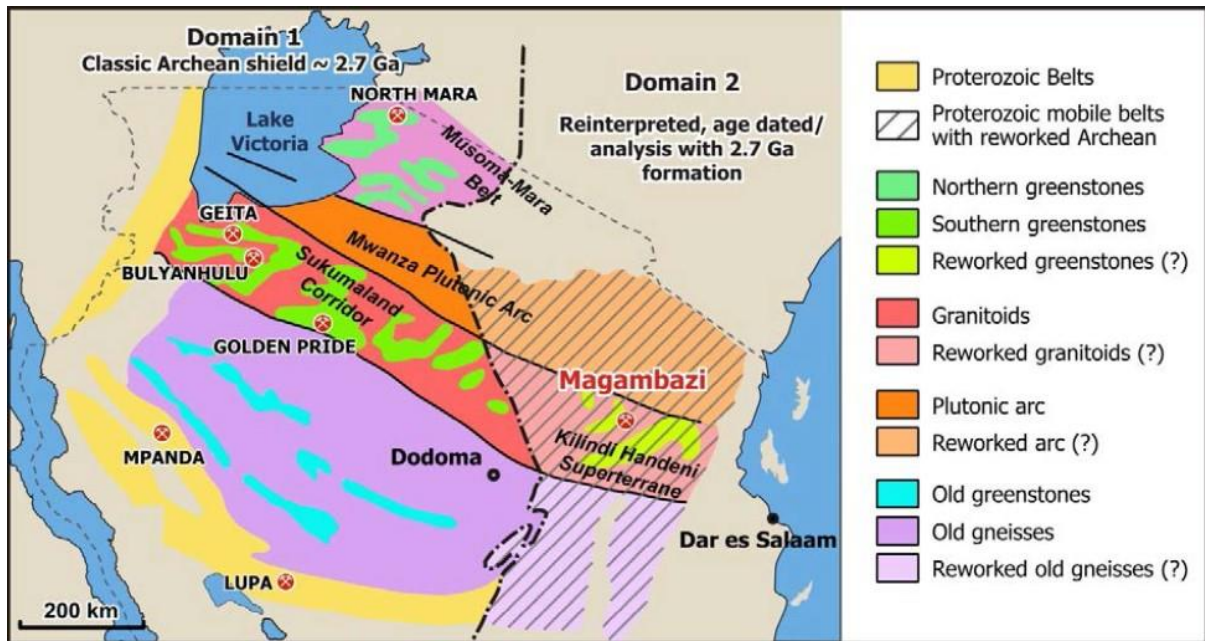 Domain 1
Classic Archean shield ~ 2.7 Ga
NORTH MARA
Domain 2
Reinterpreted, age dated/
analysis with 2.7 Ga
formation
Lake
Victoria
Musoma-Mara
Belt
GEITA
BULYANHULU
Sukumaland
Corridor
Mwanza Plutonic Arc
GOLDEN PRIDE
Magambazi
Kilindi Handeni
Superterrane
MPANDA
Dodoma
Dar es Salaam
LUPA
200 km
Proterozoic Belts
Proterozoic mobile belts
with reworked Archean
Northern greenstones
Southern greenstones
Reworked greenstones (?)
Granitoids
Reworked granitoids (?)
Plutonic arc
Reworked arc (?)
Old greenstones
Old gneisses
Reworked old gneisses (?)